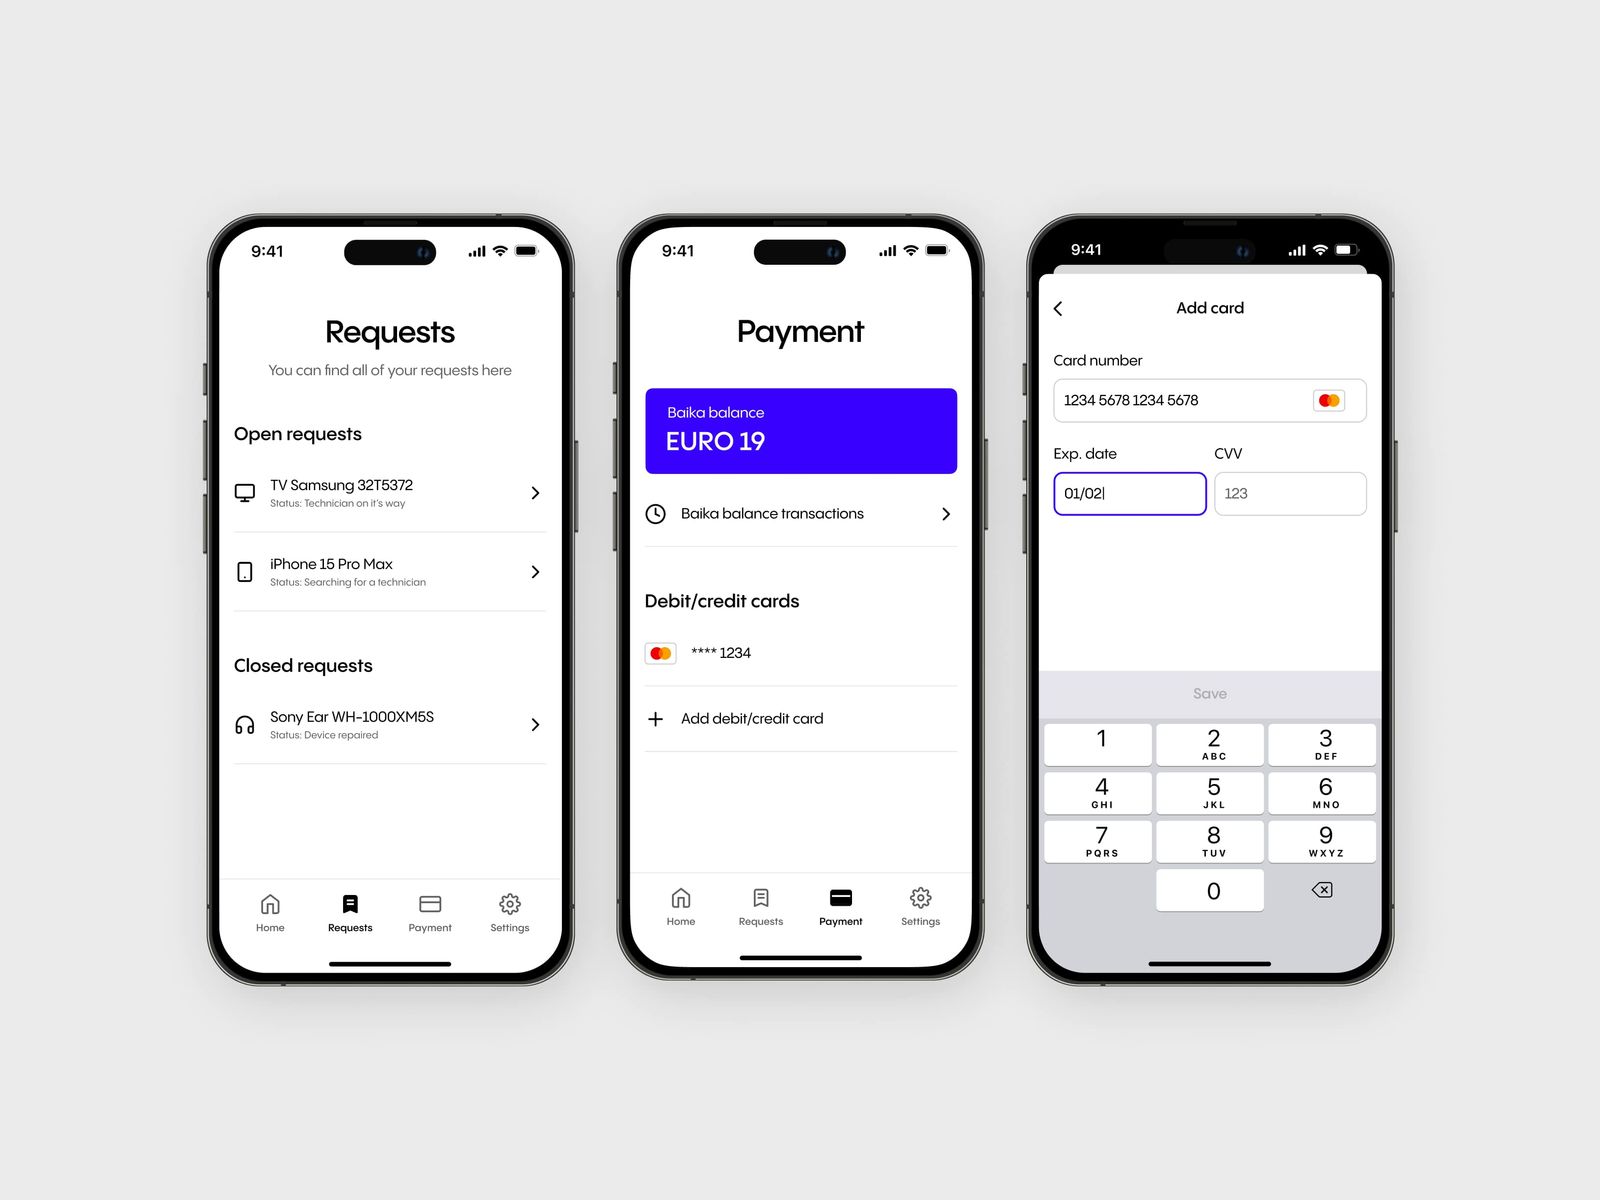 9:41
Requests
You can find all of your requests here
Open requests
TV Samsung 32T5372
Status: Technician on it's way
iPhone 15 Pro Max
Status: Searching for a technician
Closed requests
Sony Ear WH-1000XM5S
Status: Device repaired
Home
Requests
Payment
Settings
9:41
Payment
Baika balance
EURO 19
Baika balance transactions
Debit/credit cards
**** 1234
Add debit/credit card
Home
Requests
Payment
Settings
9:41
Add card
Card number
1234 5678 1234 5678
Exp. date
CVV
01/02
123
Save
1
2
3
ABC
DEF
4
5
6
GHI
JKL
MNO
7
8
9
PQRS
TUV
WXYZ
0